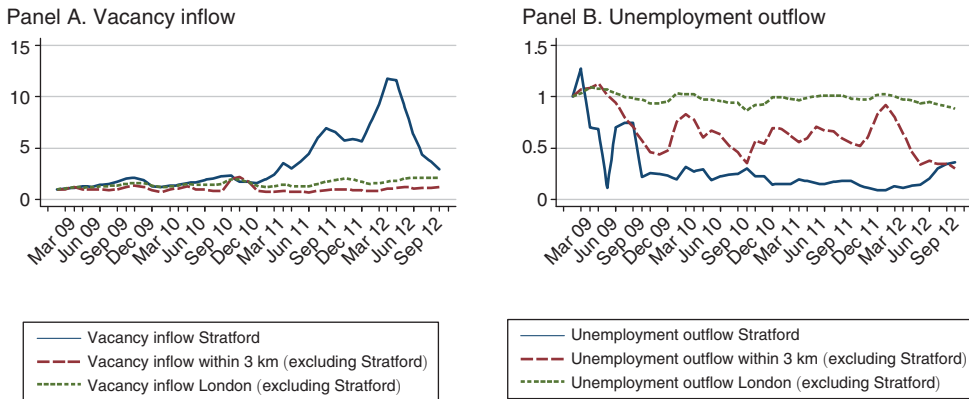 Panel A. Vacancy inflow
15
10
5
0
Mar 09
Jun 09
Sep 09
Dec 09
Mar 10
Jun 10
Sep 10
Dec 10
Mar 11
Jun 11
Sep 11
Dec 11
Mar 12
Jun 12
Sep 12
Vacancy inflow Stratford
Vacancy inflow within 3 km (excluding Stratford)
Vacancy inflow London (excluding Stratford)
Panel B. Unemployment outflow
1.5
1
0.5
0
Mar 09
Jun 09
Sep 09
Dec 09
Mar 10
Jun 10
Sep 10
Dec 10
Mar 11
Jun 11
Sep 11
Dec 11
Mar 12
Jun 12
Sep 12
Unemployment outflow Stratford
Unemployment outflow within 3 km (excluding Stratford)
Unemployment outflow London (excluding Stratford)